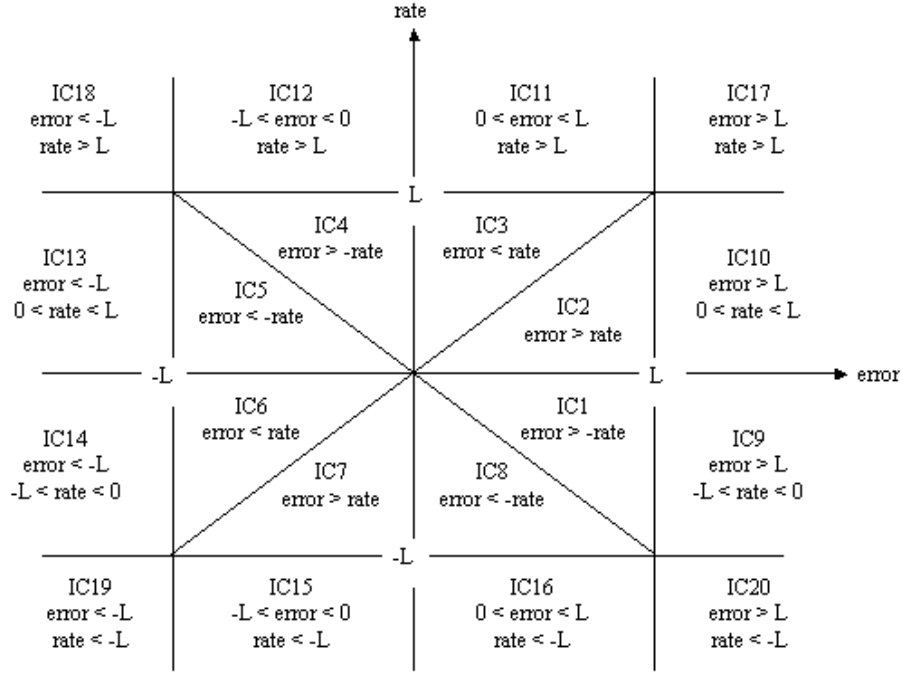 rate
IC18
error < -L
rate > L
IC12
-L < error < 0
rate > L
IC11
0 < error < L
rate > L
IC17
error > L
rate > L
L
IC4
error > -rate
IC3
error < rate
IC13
error < -L
0 < rate < L
IC5
error < -rate
IC2
error > rate
IC10
error > L
0 < rate < L
-L
L
error
IC6
error < rate
IC1
error > -rate
IC14
error < -L
-L < rate < 0
IC7
error > rate
IC8
error < -rate
IC9
error > L
-L < rate < 0
-L
IC19
error < -L
rate < -L
IC15
-L < error < 0
rate < -L
IC16
0 < error < L
rate < -L
IC20
error > L
rate < -L